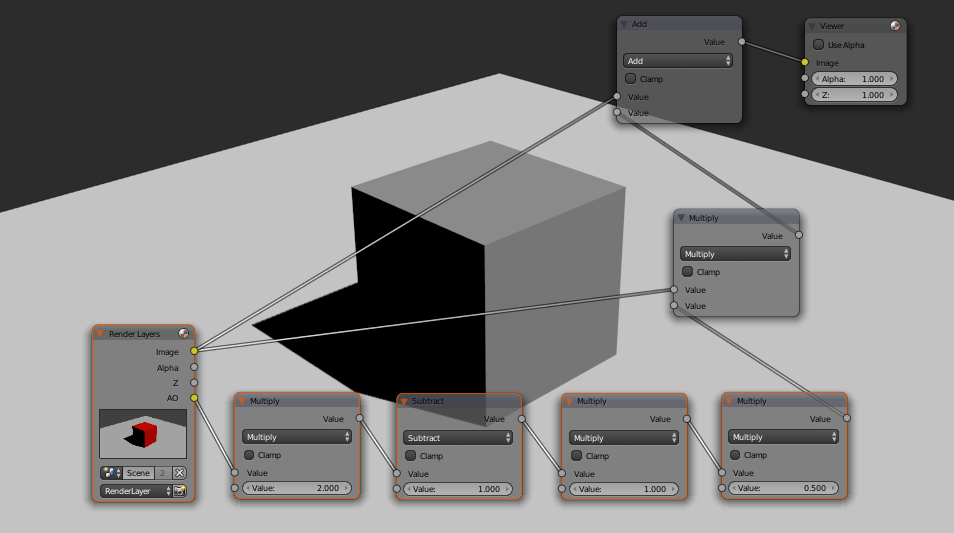 Add
Value
Add
Clamp
Value
Value
Viewer
Use Alpha
Image
Alpha: 1.000
Z: 1.000
Multiply
Value
Multiply
Clamp
Value
Value
Render Layers
Image
Alpha
Z
AO
Scene 2
RenderLayer
Multiply
Value
Multiply
Clamp
Value
Value: 2.000
Subtract
Value
Subtract
Clamp
Value
Value: 1.000
Multiply
Value
Multiply
Clamp
Value
Value: 1.000
Multiply
Value
Multiply
Clamp
Value
Value: 0.500